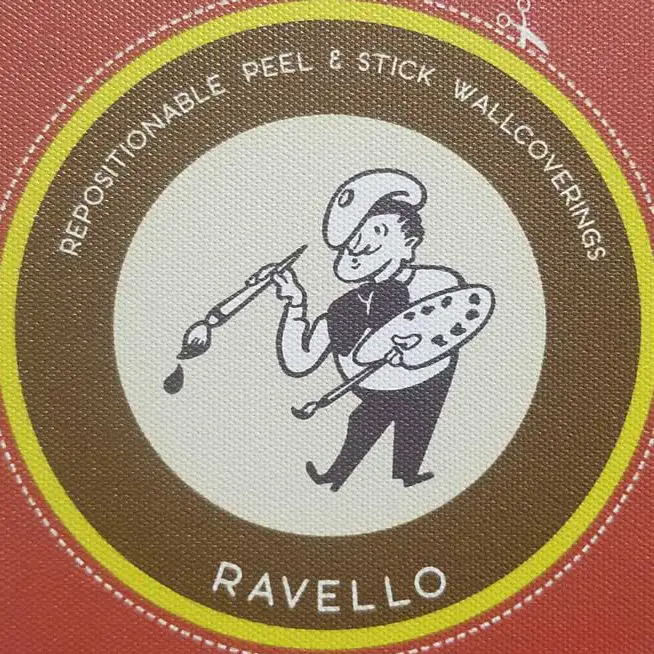 REPOSITIONABLE PEEL & STICK WALLCOVERINGS
RAVELLO